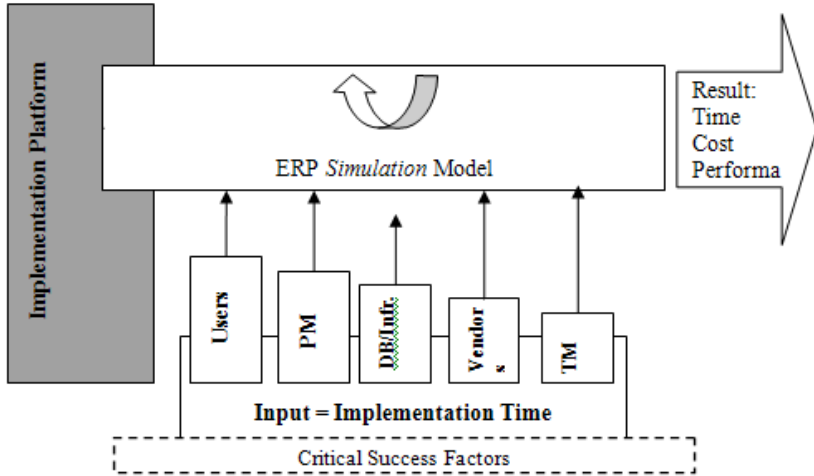 Implementation Platform
Result:
Time
Cost
Performa
ERP Simulation Model
Users
PM
DB/Infr.
Vendor
s
TM
Input = Implementation Time
Critical Success Factors